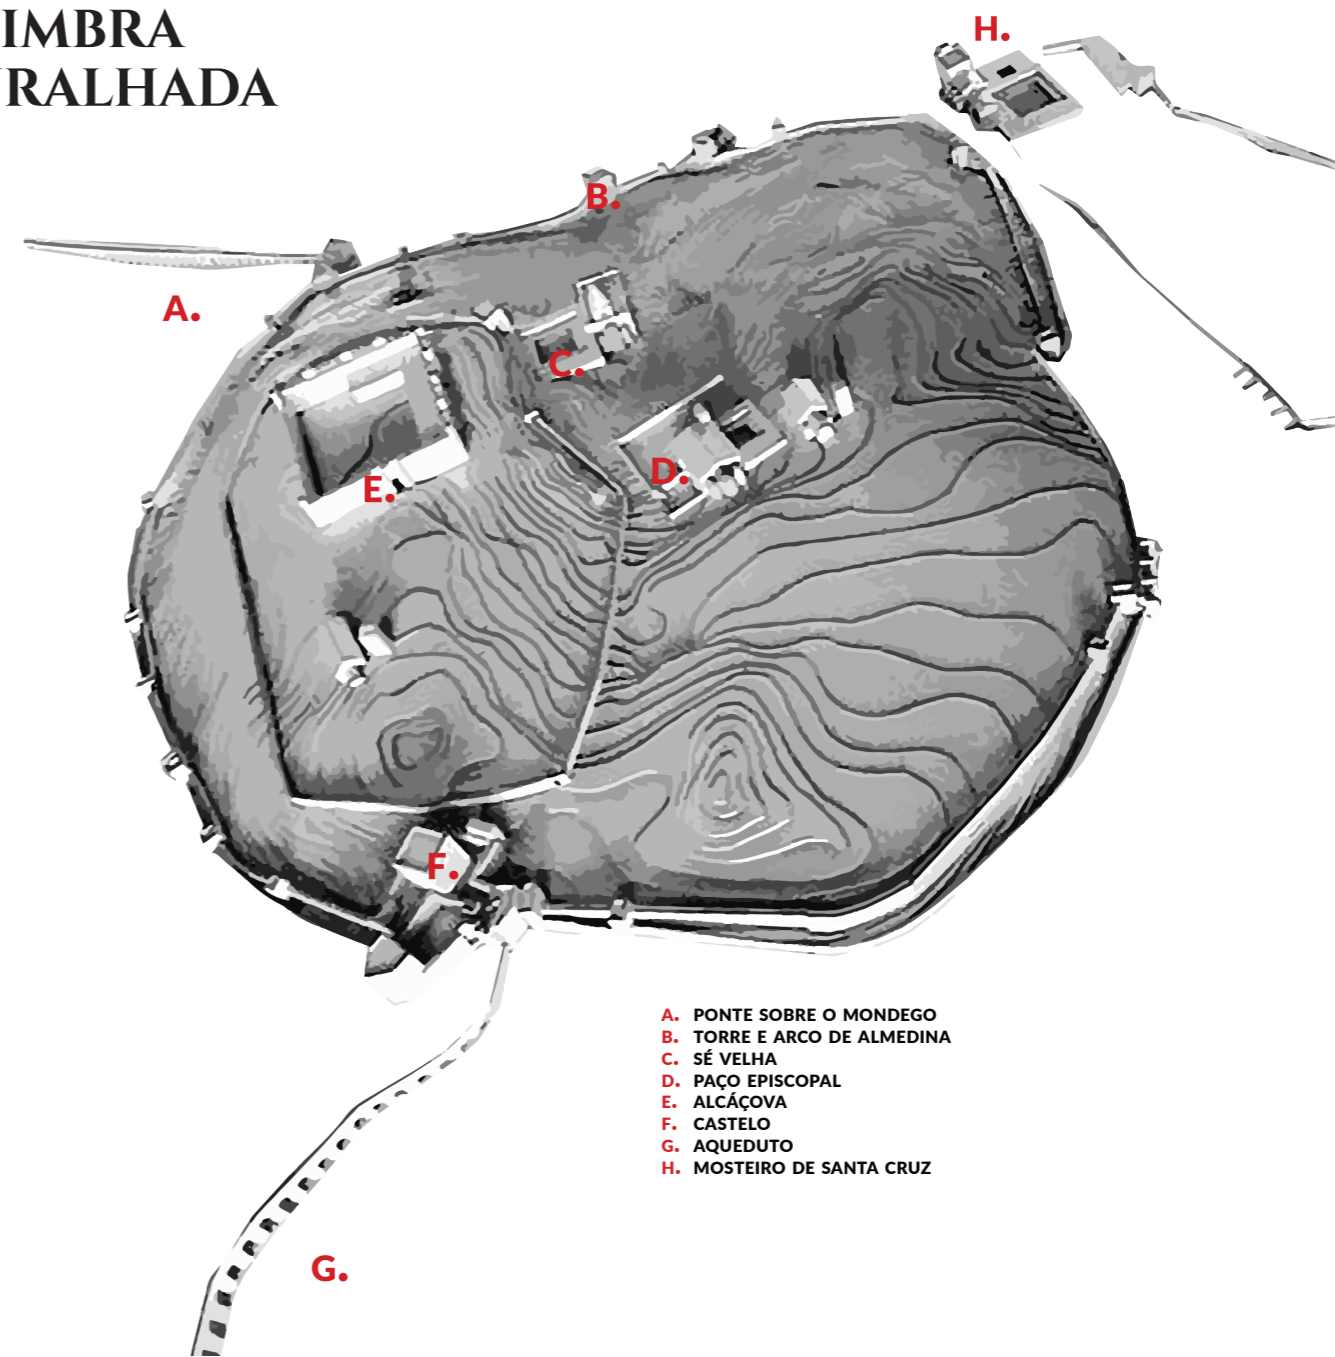 IMBRA
RALHADA
H.
B.
A.
C.
D.
E.
F.
A. PONTE SOBRE O MONDEGO
B. TORRE E ARCO DE ALMEDINA
C. SÉ VELHA
D. PAÇO EPISCOPAL
E. ALCÁÇOVA
F. CASTELO
G. AQUEDUTO
H. MOSTEIRO DE SANTA CRUZ
G.